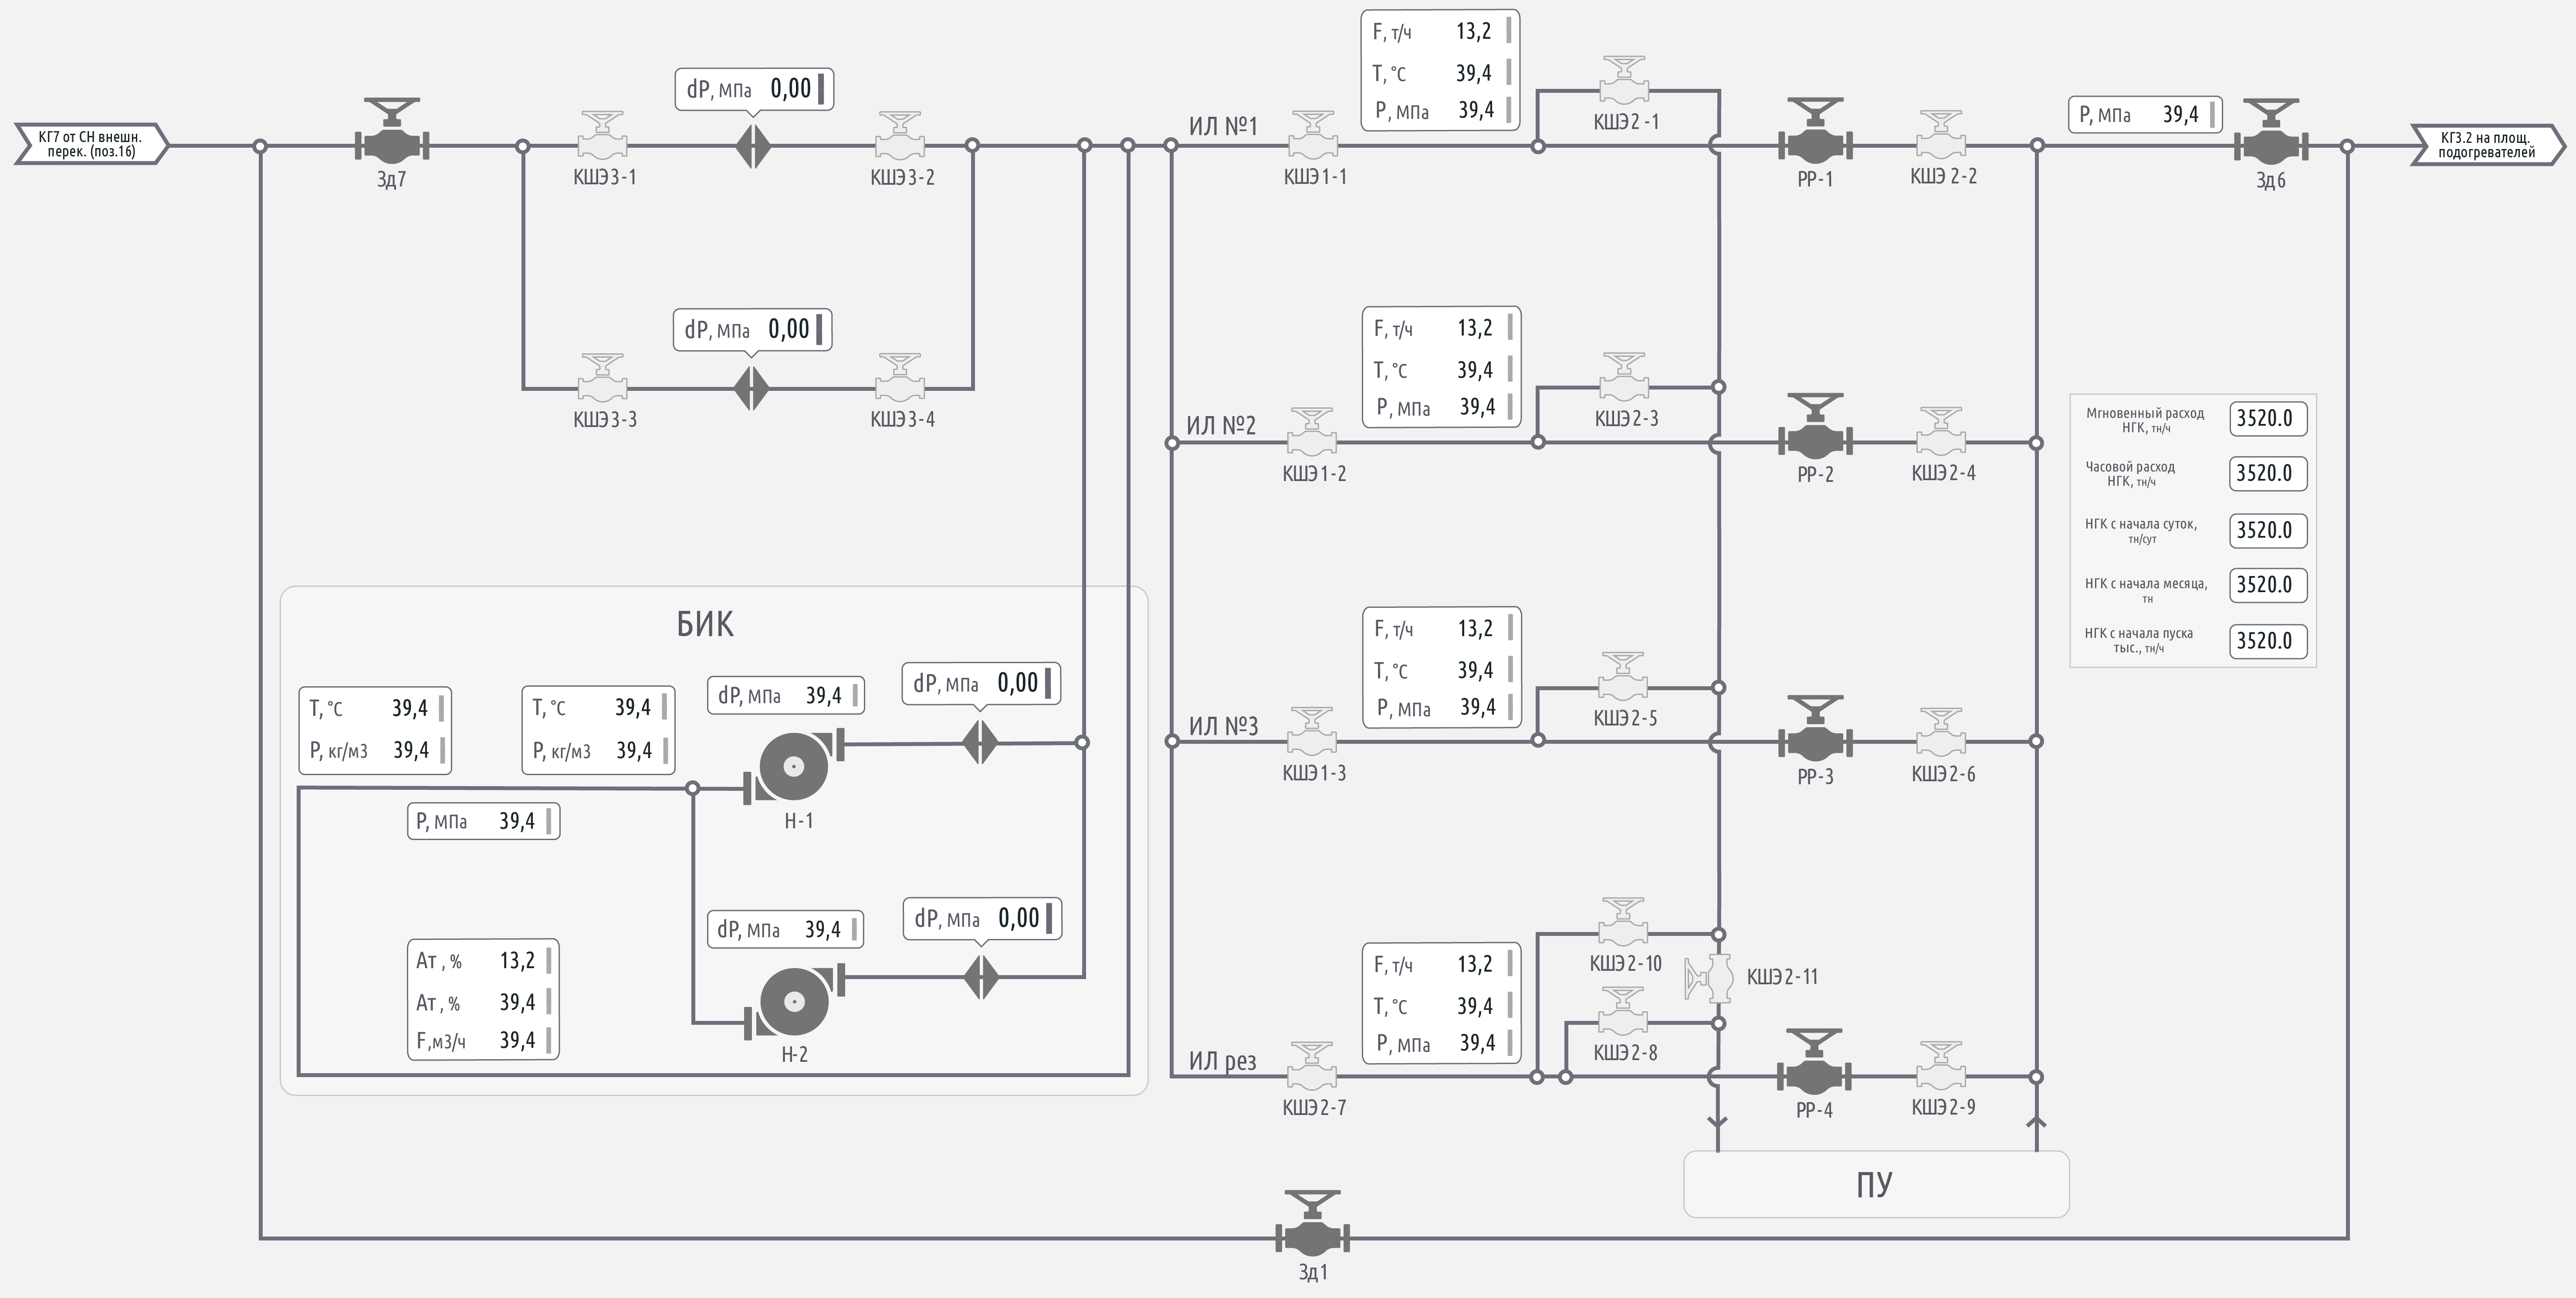 КГ7 от СН внешн.
перек. (поз.16)
Зд7
КШЭ3-1
dP, МПа 0,00
КШЭ3-2
КШЭ3-3
dP, МПа 0,00
КШЭ3-4
ИЛ №1
КШЭ1-1
F, т/ч 13,2
T, °C 39,4
P, МПа 39,4
КШЭ2-1
РР-1
КШЭ 2-2
P, МПа 39,4
Зд6
КГ3.2 на площ.
подогревателей
ИЛ №2
КШЭ1-2
F, т/ч 13,2
T, °C 39,4
P, МПа 39,4
КШЭ2-3
РР-2
КШЭ2-4
Мгновенный расход
НГК, тн/ч
3520.0
Часовой расход
НГК, тн/ч
3520.0
НГК с начала суток,
тн/сут
3520.0
НГК с начала месяца,
тн
3520.0
НГК с начала пуска
тыс., тн/ч
3520.0
БИК
T, °C 39,4
P, кг/м3 39,4
T, °C 39,4
P, кг/м3 39,4
dP, МПа 39,4
dP, МПа 0,00
P, МПа 39,4
Н-1
Ат , % 13,2
Ат , % 39,4
F,м3/ч 39,4
dP, МПа 39,4
dP, МПа 0,00
Н-2
ИЛ №3
КШЭ1-3
F, т/ч 13,2
T, °C 39,4
P, МПа 39,4
КШЭ2-5
РР-3
КШЭ2-6
ИЛ рез
КШЭ2-7
F, т/ч 13,2
T, °C 39,4
P, МПа 39,4
КШЭ2-10
КШЭ2-11
КШЭ2-8
РР-4
КШЭ2-9
ПУ
Зд1